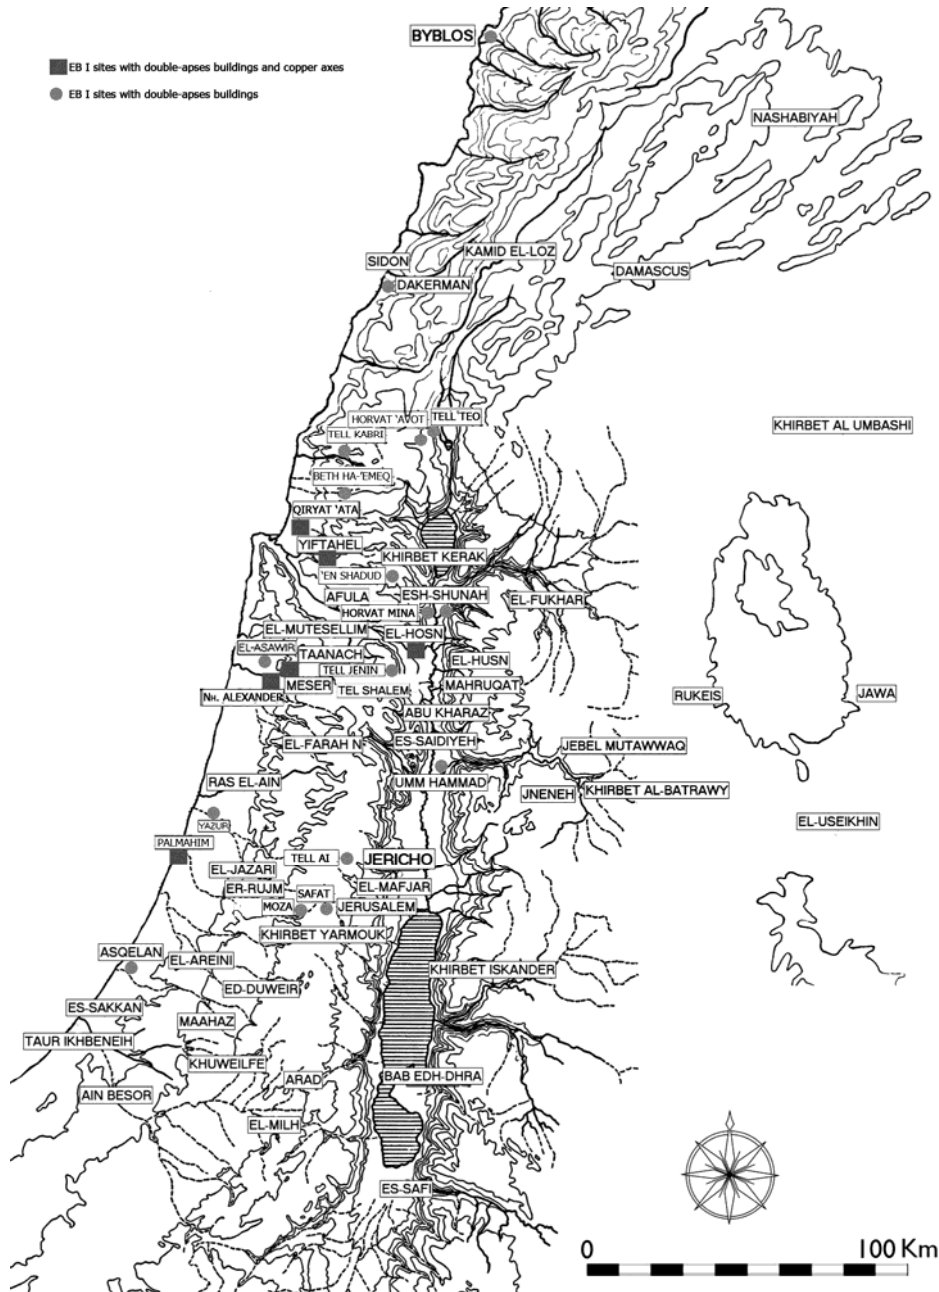 BYBLOS
EB I sites with double-apses buildings and copper axes
EB I sites with double-apses buildings
NASHABIYAH
SIDON
KAMID EL-LOZ
DAMASCUS
DAKERMAN
HORVAT 'AVOT
TELL 'TEO
TELL KABRI
KHIRBET AL UMBASHI
BETH HA-'EMEQ
QIRYAT 'ATA
YIFTAHEL
KHIRBET KERAK
'EN SHADUD
AFULA
ESH-SHUNAH
EL-FUKHAR
HORVAT MINA
EL-MUTESELLIM
EL-HOSN
EL-ASAWIR
TAANACH
EL-HUSN
TELL JENIN
MESER
TEL SHALEM
MAHRUQAT
NH. ALEXANDER
RUKEIS
JAWA
ABU KHARAZ
EL-FARAH N
ES-SAIDIYEH
JEBEL MUTAWWAQ
RAS EL-AIN
UMM HAMMAD
JNENEH
KHIRBET AL-BATRAWY
YAZUR
EL-USEIKHIN
PALMAHIM
TELL AI
JERICHO
EL-JAZARI
ER-RUJM
SAFAT
EL-MAFJAR
MOZA
JERUSALEM
KHIRBET YARMOUK
ASQELAN
EL-AREINI
KHIRBET ISKANDER
ED-DUWEIR
ES-SAKKAN
MAAHAZ
TAUR IKHBENEIH
KHUWEILFE
ARAD
BAB EDH-DHRA
AIN BESOR
EL-MILH
ES-SAFI
0 100 Km